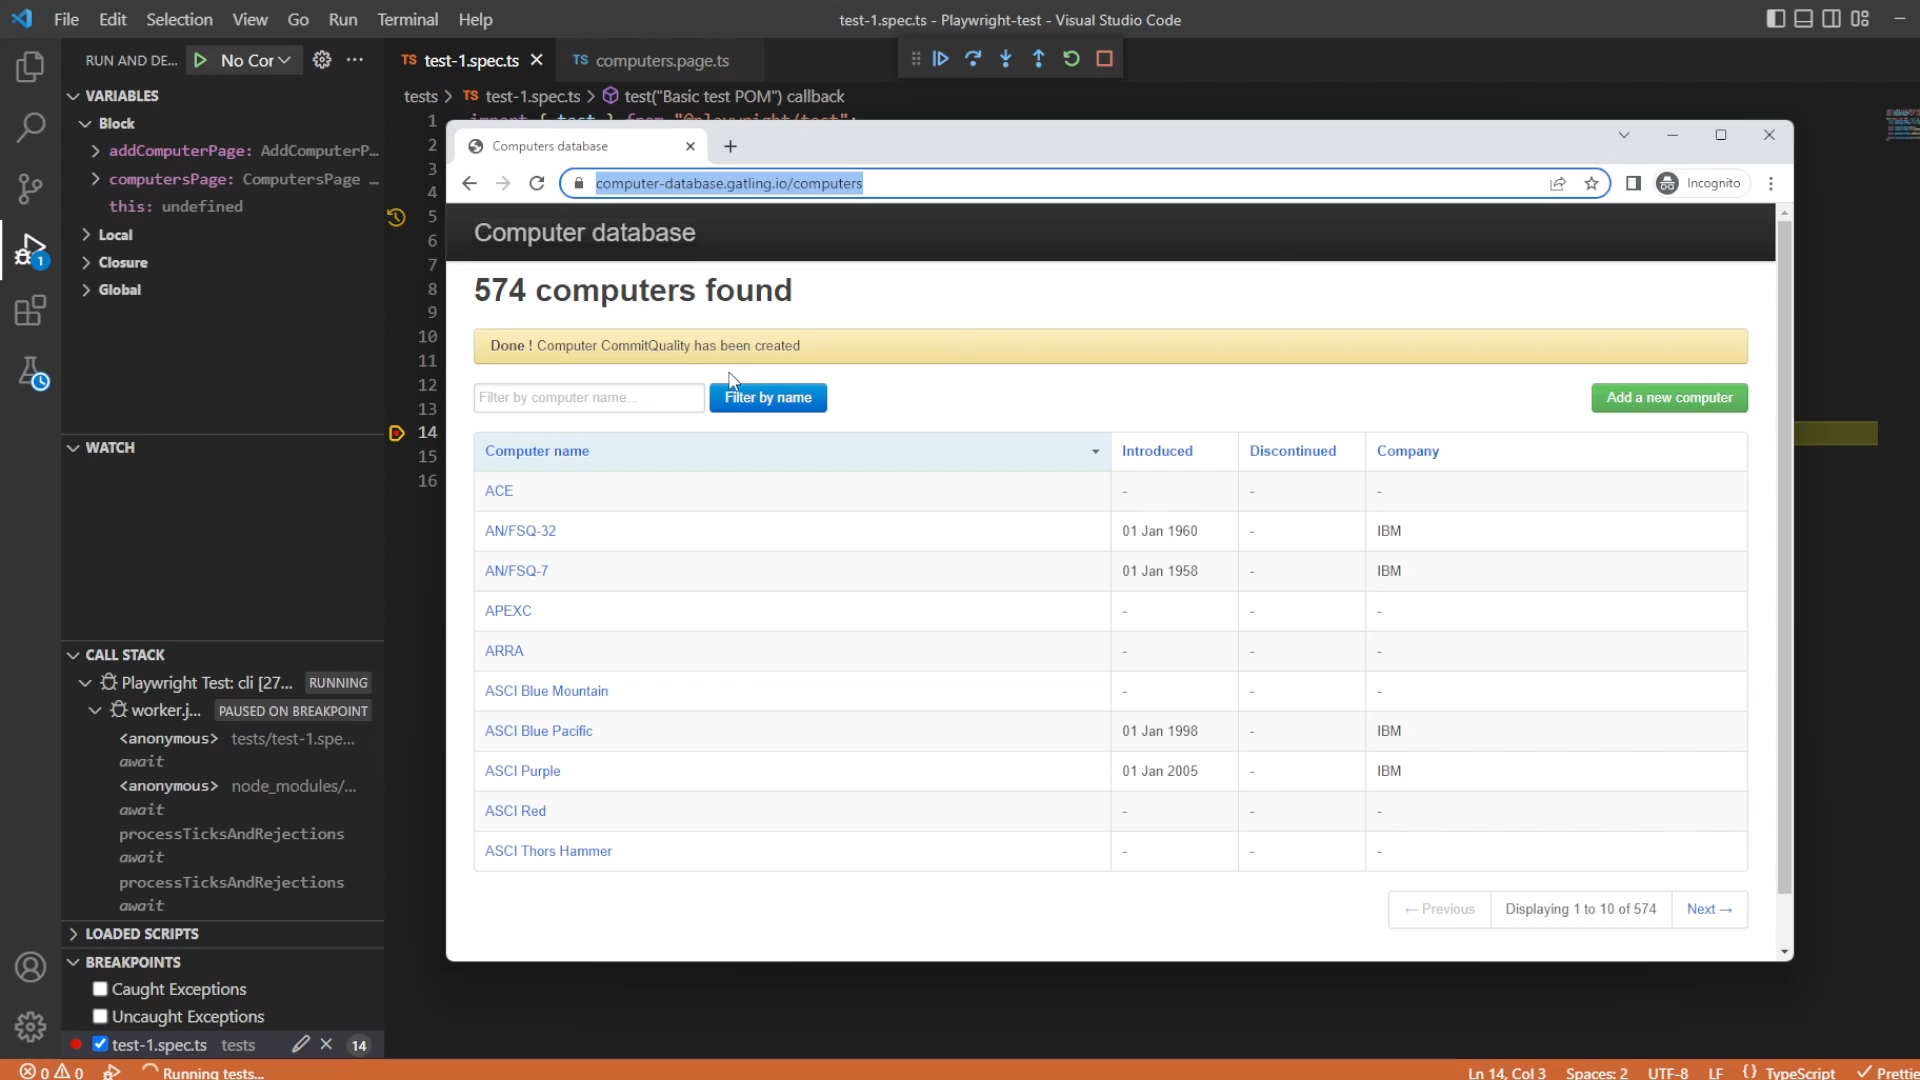 File Edit Selection View Go Run Terminal Help
test-1.spec.ts - Playwright-test - Visual Studio Code
RUN AND DE... No Cor
TS test-1.spec.ts
TS computers.page.ts
tests > TS test-1.spec.ts > test("Basic test POM") callback
VARIABLES
Block
addComputerPage: AddComputerP...
computersPage: ComputersPage ...
this: undefined
Local
Closure
Global
WATCH
CALL STACK
Playwright Test: cli [27... RUNNING
worker.j... PAUSED ON BREAKPOINT
<anonymous> tests/test-1.spe...
await
<anonymous> node_modules/...
await
processTicksAndRejections
await
processTicksAndRejections
await
LOADED SCRIPTS
BREAKPOINTS
Caught Exceptions
Uncaught Exceptions
test-1.spec.ts tests 14
1
1 import { test } from "@playwright/test";
2
3
4
5
6
7
8
9
10
11
12
13
14
15
16
Computers database
computer-database.gatling.io/computers
Incognito
Computer database
574 computers found
Done ! Computer CommitQuality has been created
Filter by computer name...
Filter by name
Add a new computer
Computer name Introduced Discontinued Company
ACE - - -
AN/FSQ-32 01 Jan 1960 - IBM
AN/FSQ-7 01 Jan 1958 - IBM
APEXC - - -
ARRA - - -
ASCI Blue Mountain - - -
ASCI Blue Pacific 01 Jan 1998 - IBM
ASCI Purple 01 Jan 2005 - IBM
ASCI Red - - -
ASCI Thors Hammer - - -
← Previous Displaying 1 to 10 of 574 Next →
0 0 Running tests...
Ln 14, Col 3 Spaces: 2 UTF-8 LF {} TypeScript Prettie